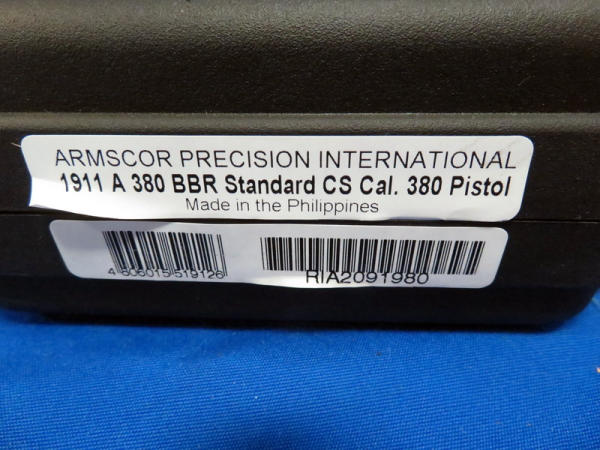 ARMSCOR PRECISION INTERNATIONAL
1911 A 380 BBR Standard CS Cal. 380 Pistol
Made in the Philippines
4 806015 519126
RIA2091980